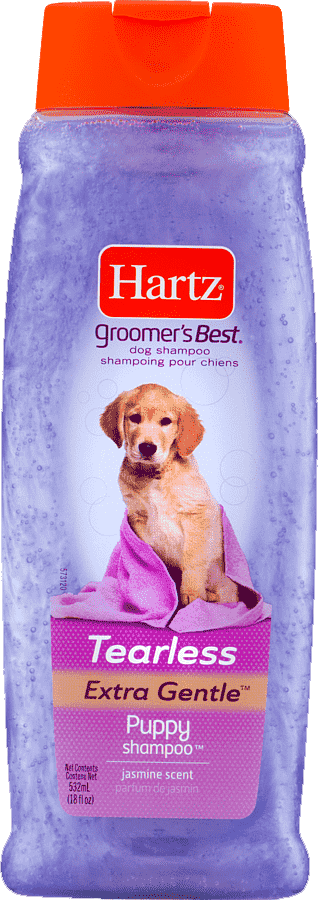 Hartz®
groomer's Best®
dog shampoo
shampoing pour chiens
573120
Tearless
Extra Gentle™
Puppy
shampoo™
jasmine scent
parfum de jasmin
Net Contents
Contenu Net
532mL
(18 fl oz)